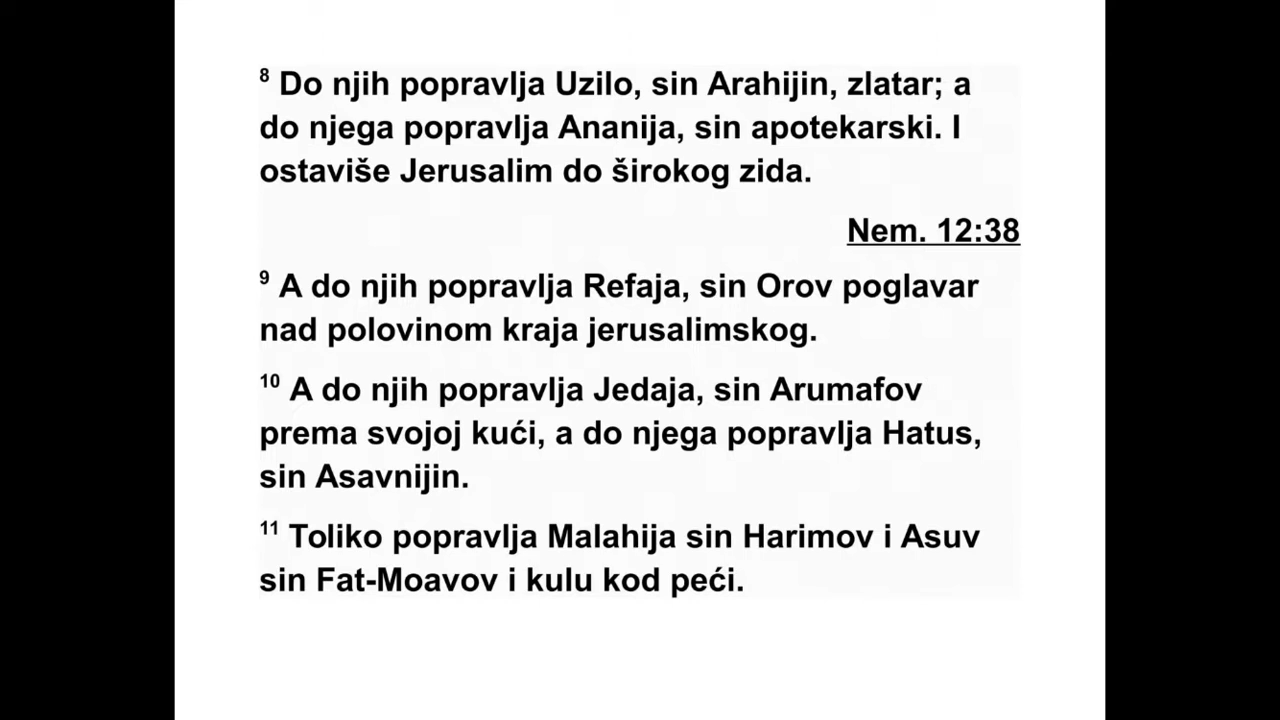 8 Do njih popravlja Uzilo, sin Arahijin, zlatar; a
do njega popravlja Ananija, sin apotekarski. I
ostaviše Jerusalim do širokog zida.
Nem. 12:38
9 A do njih popravlja Refaja, sin Orov poglavar
nad polovinom kraja jerusalimskog.
10 A do njih popravlja Jedaja, sin Arumafov
prema svojoj kući, a do njega popravlja Hatus,
sin Asavnijin.
11 Toliko popravlja Malahija sin Harimov i Asuv
sin Fat-Moavov i kulu kod peći.